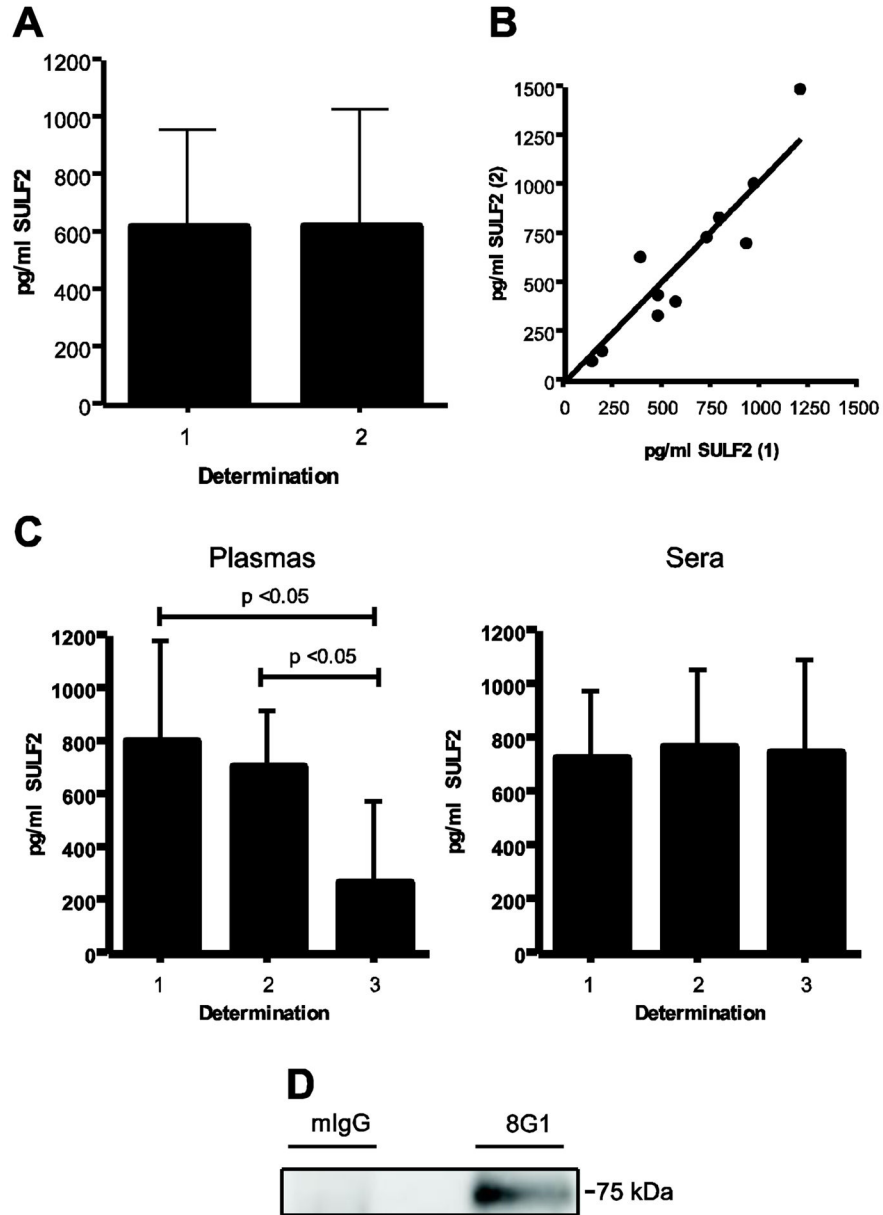 A
1200
1000
800
600
400
200
0
pg/ml SULF2
1 2
Determination
B
1500
1250
1000
750
500
250
0
pg/ml SULF2 (2)
0 250 500 750 1000 1250 1500
pg/ml SULF2 (1)
C
Plasmas
p <0.05
p <0.05
1200
1000
800
600
400
200
0
pg/ml SULF2
1 2 3
Determination
Sera
1200
1000
800
600
400
200
0
pg/ml SULF2
1 2 3
Determination
D
mIgG 8G1
-75 kDa